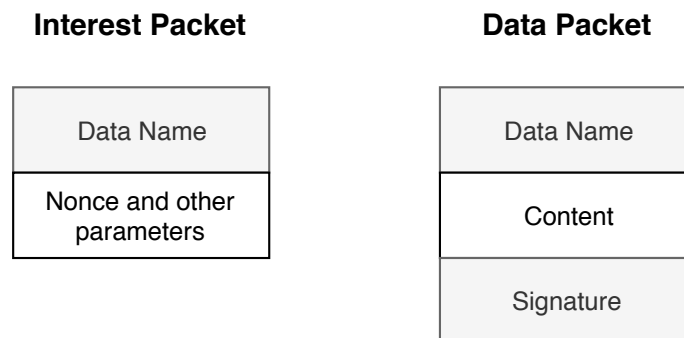 Interest Packet
Data Name
Nonce and other
parameters
Data Packet
Data Name
Content
Signature